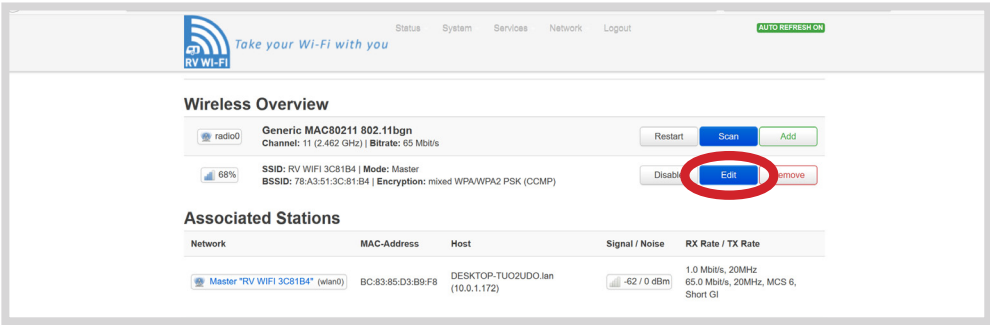 Status System Services Network Logout AUTO REFRESH ON
Take your Wi-Fi with you
RV WI-FI
Wireless Overview
radio0 Generic MAC80211 802.11bgn Restart Scan Add
Channel: 11 (2.462 GHz) | Bitrate: 65 Mbit/s
68% SSID: RV WIFI 3C81B4 | Mode: Master Edit
BSSID: 78:A3:51:3C:81:B4 | Encryption: mixed WPA/WPA2 PSK (CCMP)
Associated Stations
Network MAC-Address Host Signal / Noise RX Rate / TX Rate
Master "RV WIFI 3C81B4" (wlan0) BC:83:85:D3:B9:F8 DESKTOP-TUO2UDO.lan -62 / 0 dBm 1.0 Mbit/s, 20MHz
(10.0.1.172) 65.0 Mbit/s, 20MHz, MCS 6,
Short GI